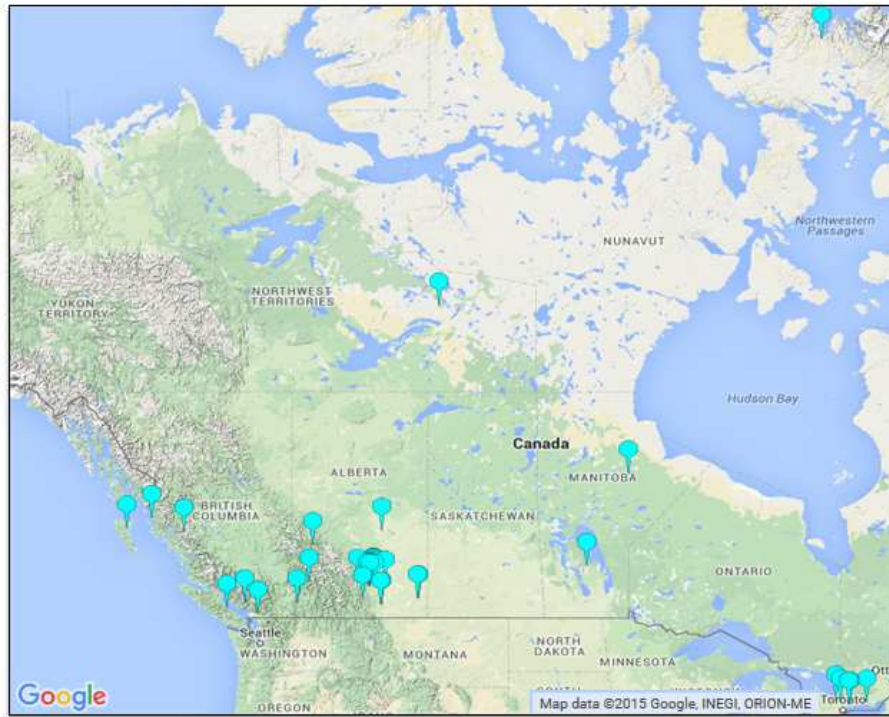 NUNAVUT
Northwestern
Passages
NORTHWEST
TERRITORIES
YUKON
TERRITORY
Hudson Bay
Canada
ALBERTA
MANITOBA
BRITISH
COLUMBIA
SASKATCHEWAN
ONTARIO
Seattle
WASHINGTON
MONTANA
NORTH
DAKOTA
MINNESOTA
Ott
Toronto
OREGON
Google
Map data ©2015 Google, INEGI, ORION-ME